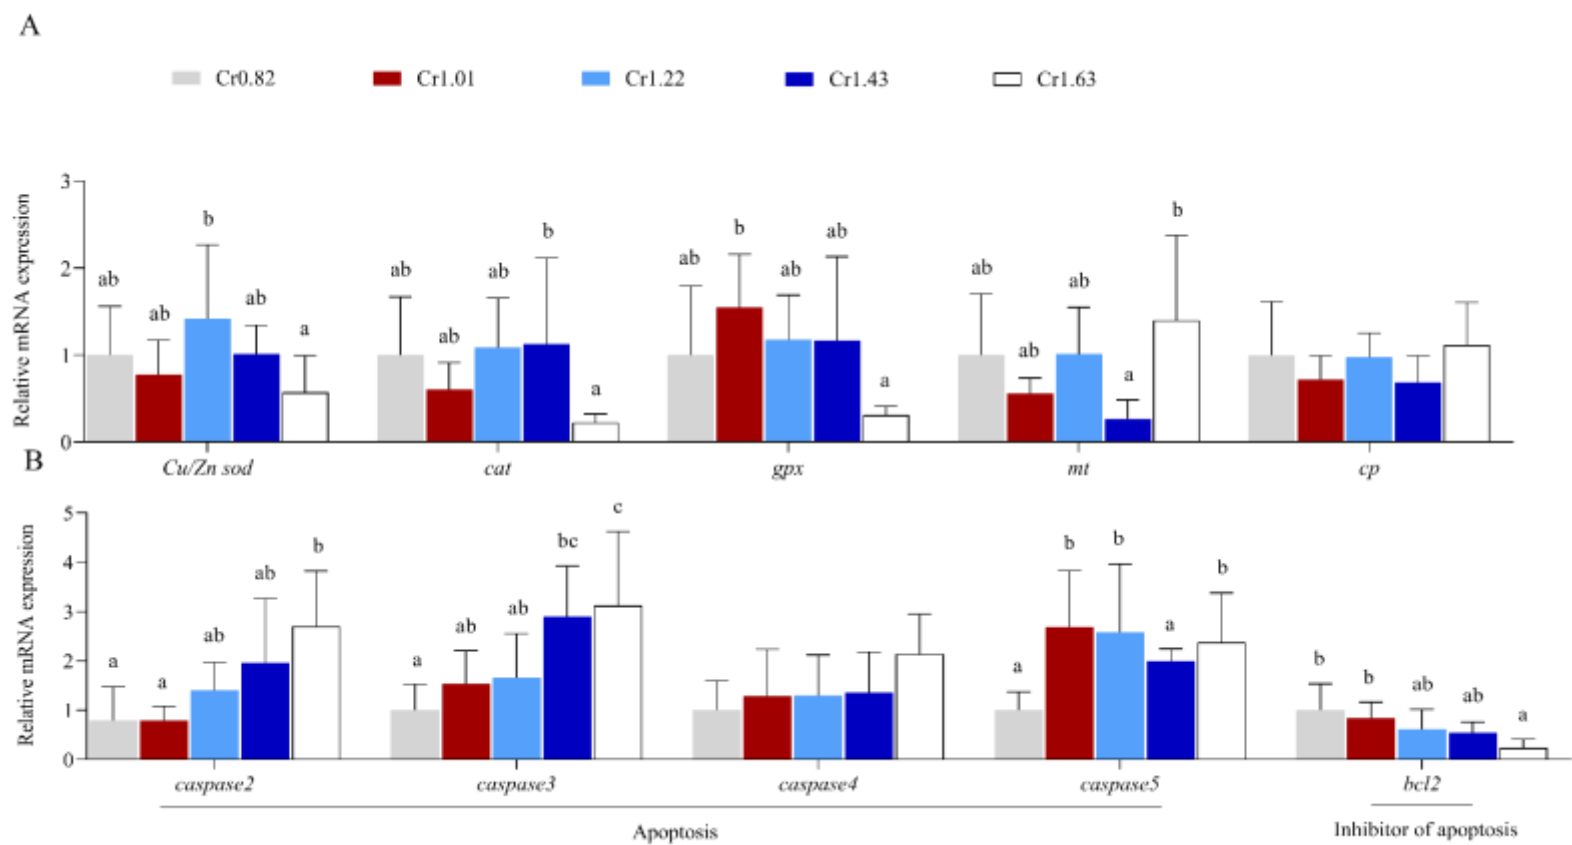 A
Cr0.82 Cr1.01 Cr1.22 Cr1.43 Cr1.63
Relative mRNA expression
3
2
1
0
ab ab b ab a
ab ab ab b a
ab b ab ab a
ab ab ab a b
Cu/Zn sod cat gpx mt cp
B
Relative mRNA expression
5
4
3
2
1
0
a a ab ab b
a ab ab bc c
a b b a b
b b ab ab a
caspase2 caspase3 caspase4 caspase5 bcl2
Apoptosis Inhibitor of apoptosis